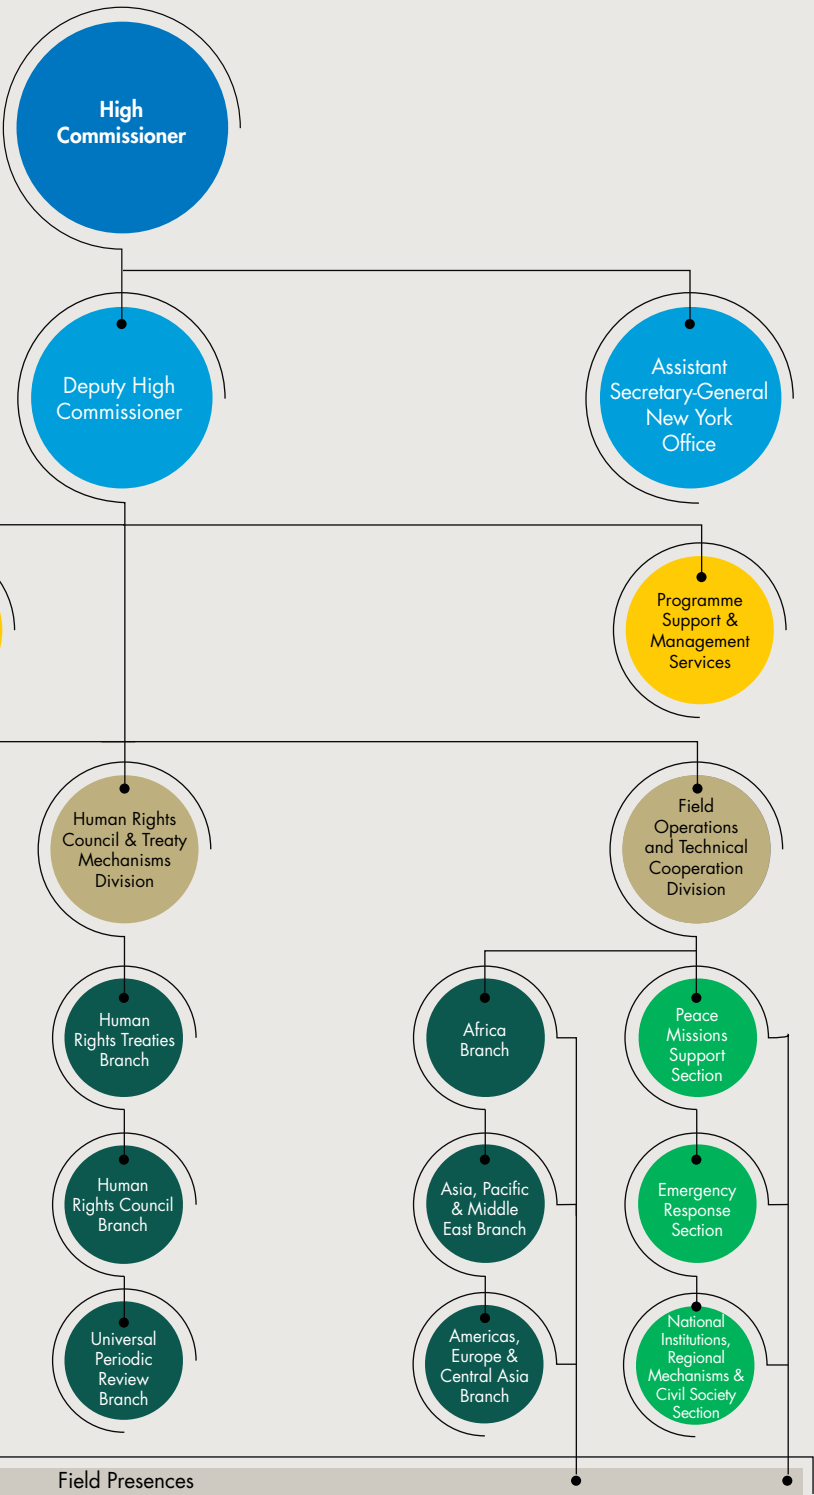 High
Commissioner
Deputy High
Commissioner
Assistant
Secretary-General
New York
Office
Programme
Support &
Management
Services
Human Rights
Council & Treaty
Mechanisms
Division
Field
Operations
and Technical
Cooperation
Division
Human
Rights Treaties
Branch
Africa
Branch
Peace
Missions
Support
Section
Human
Rights Council
Branch
Asia, Pacific
& Middle
East Branch
Emergency
Response
Section
Universal
Periodic
Review
Branch
Americas,
Europe &
Central Asia
Branch
National
Institutions,
Regional
Mechanisms &
Civil Society
Section
Field Presences